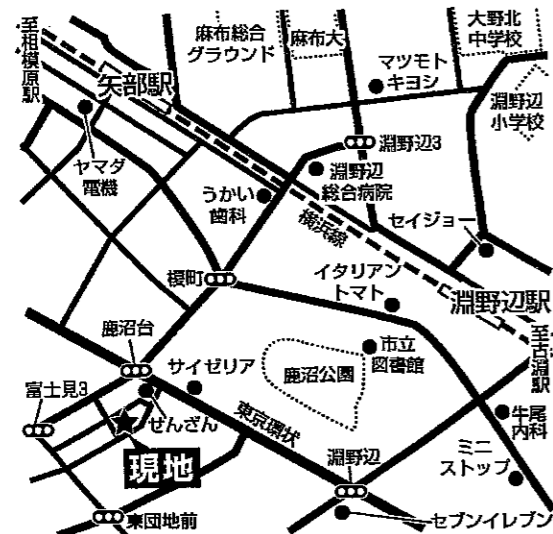 至相模原駅
矢部駅
麻布総合
グラウンド
麻布大
大野北
中学校
マツモト
キヨシ
淵野辺
小学校
ヤマダ
電機
淵野辺3
淵野辺
総合病院
うかい
歯科
横浜線
セイジョー
榎町
イタリアン
トマト
淵野辺駅
至古淵駅
鹿沼台
サイゼリア
鹿沼公園
市立
図書館
富士見3
ぜんざん
東京環状
牛尾
内科
現地
淵野辺
ミニ
ストップ
東団地前
セブンイレブン